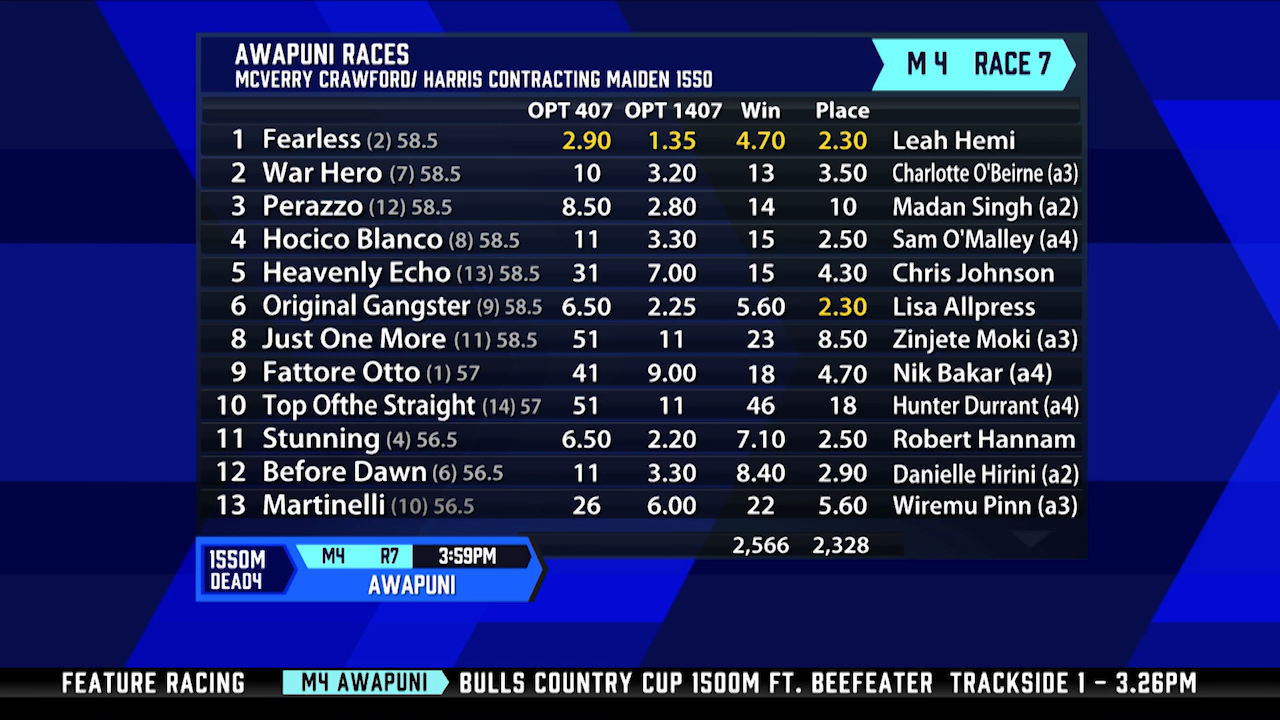 AWAPUNI RACES
MCVERRY CRAWFORD/ HARRIS CONTRACTING MAIDEN 1550
M 4 RACE 7
OPT 407 OPT 1407 Win Place
1 Fearless (2) 58.5 2.90 1.35 4.70 2.30 Leah Hemi
2 War Hero (7) 58.5 10 3.20 13 3.50 Charlotte O'Beirne (a3)
3 Perazzo (12) 58.5 8.50 2.80 14 10 Madan Singh (a2)
4 Hocico Blanco (8) 58.5 11 3.30 15 2.50 Sam O'Malley (a4)
5 Heavenly Echo (13) 58.5 31 7.00 15 4.30 Chris Johnson
6 Original Gangster (9) 58.5 6.50 2.25 5.60 2.30 Lisa Allpress
8 Just One More (11) 58.5 51 11 23 8.50 Zinjete Moki (a3)
9 Fattore Otto (1) 57 41 9.00 18 4.70 Nik Bakar (a4)
10 Top Ofthe Straight (14) 57 51 11 46 18 Hunter Durrant (a4)
11 Stunning (4) 56.5 6.50 2.20 7.10 2.50 Robert Hannam
12 Before Dawn (6) 56.5 11 3.30 8.40 2.90 Danielle Hirini (a2)
13 Martinelli (10) 56.5 26 6.00 22 5.60 Wiremu Pinn (a3)
2,566 2,328
1550M
DEAD4
M4 R7 3:59PM
AWAPUNI
FEATURE RACING M4 AWAPUNI BULLS COUNTRY CUP 1500M FT. BEEFEATER TRACKSIDE 1 - 3.26PM